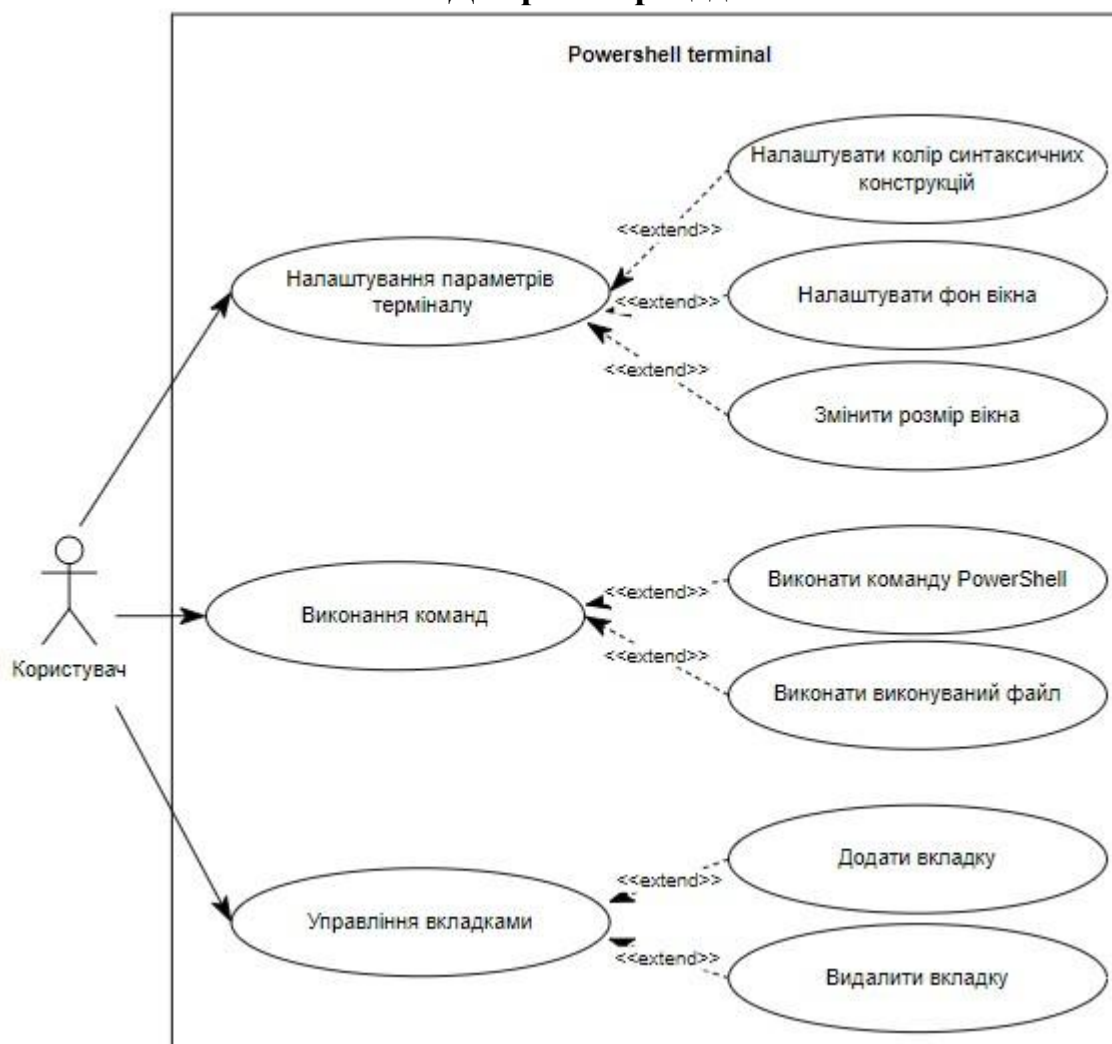 Powershell terminal
Налаштувати колір синтаксичних
конструкцій
<<extend>>
Налаштування параметрів
терміналу
<<extend>>
Налаштувати фон вікна
<<extend>>
Змінити розмір вікна
Виконати команду PowerShell
<<extend>>
Виконання команд
<<extend>>
Користувач
Виконати виконуваний файл
Додати вкладку
<<extend>>
Управління вкладками
<<extend>>
Видалити вкладку